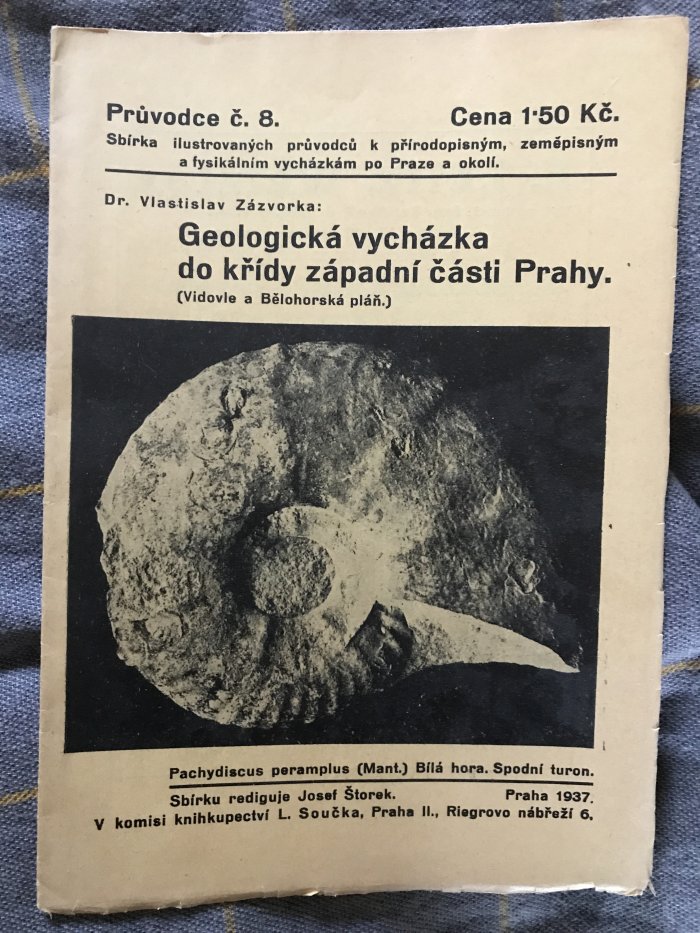 Průvodce č. 8. Cena 1·50 Kč.
Sbírka ilustrovaných průvodců k přírodopisným, zeměpisným
a fysikálním vycházkám po Praze a okolí.
Dr. Vlastislav Zázvorka:
Geologická vycházka
do křídy západní části Prahy.
(Vidovle a Bělohorská pláň.)
Pachydiscus peramplus (Mant.) Bílá hora. Spodní turon.
Sbírku rediguje Josef Štorek. Praha 1937.
V komisi knihkupectví L. Součka, Praha II., Riegrovo nábřeží 6.